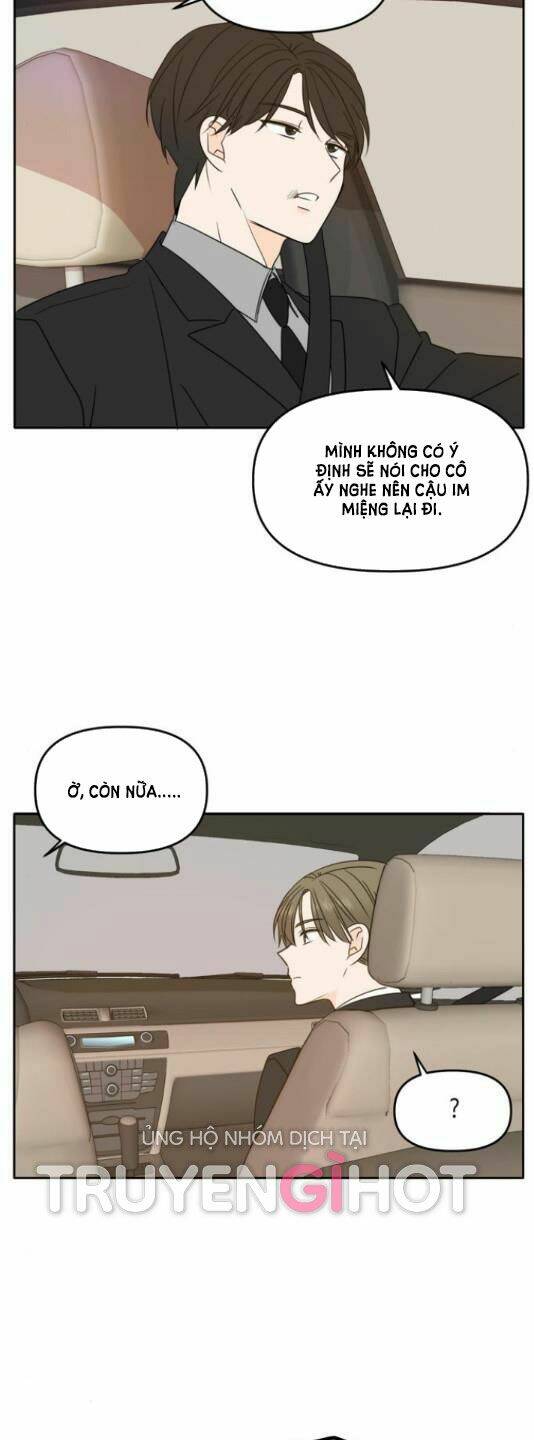 MÌNH KHÔNG CÓ Ý
ĐỊNH SẼ NÓI CHO CÔ
ẤY NGHE NÊN CẬU IM
MIỆNG LẠI ĐI.
Ờ, CÒN NỮA.....
?
ỦNG HỘ NHÓM DỊCH TẠI
TRUYENGIHOT